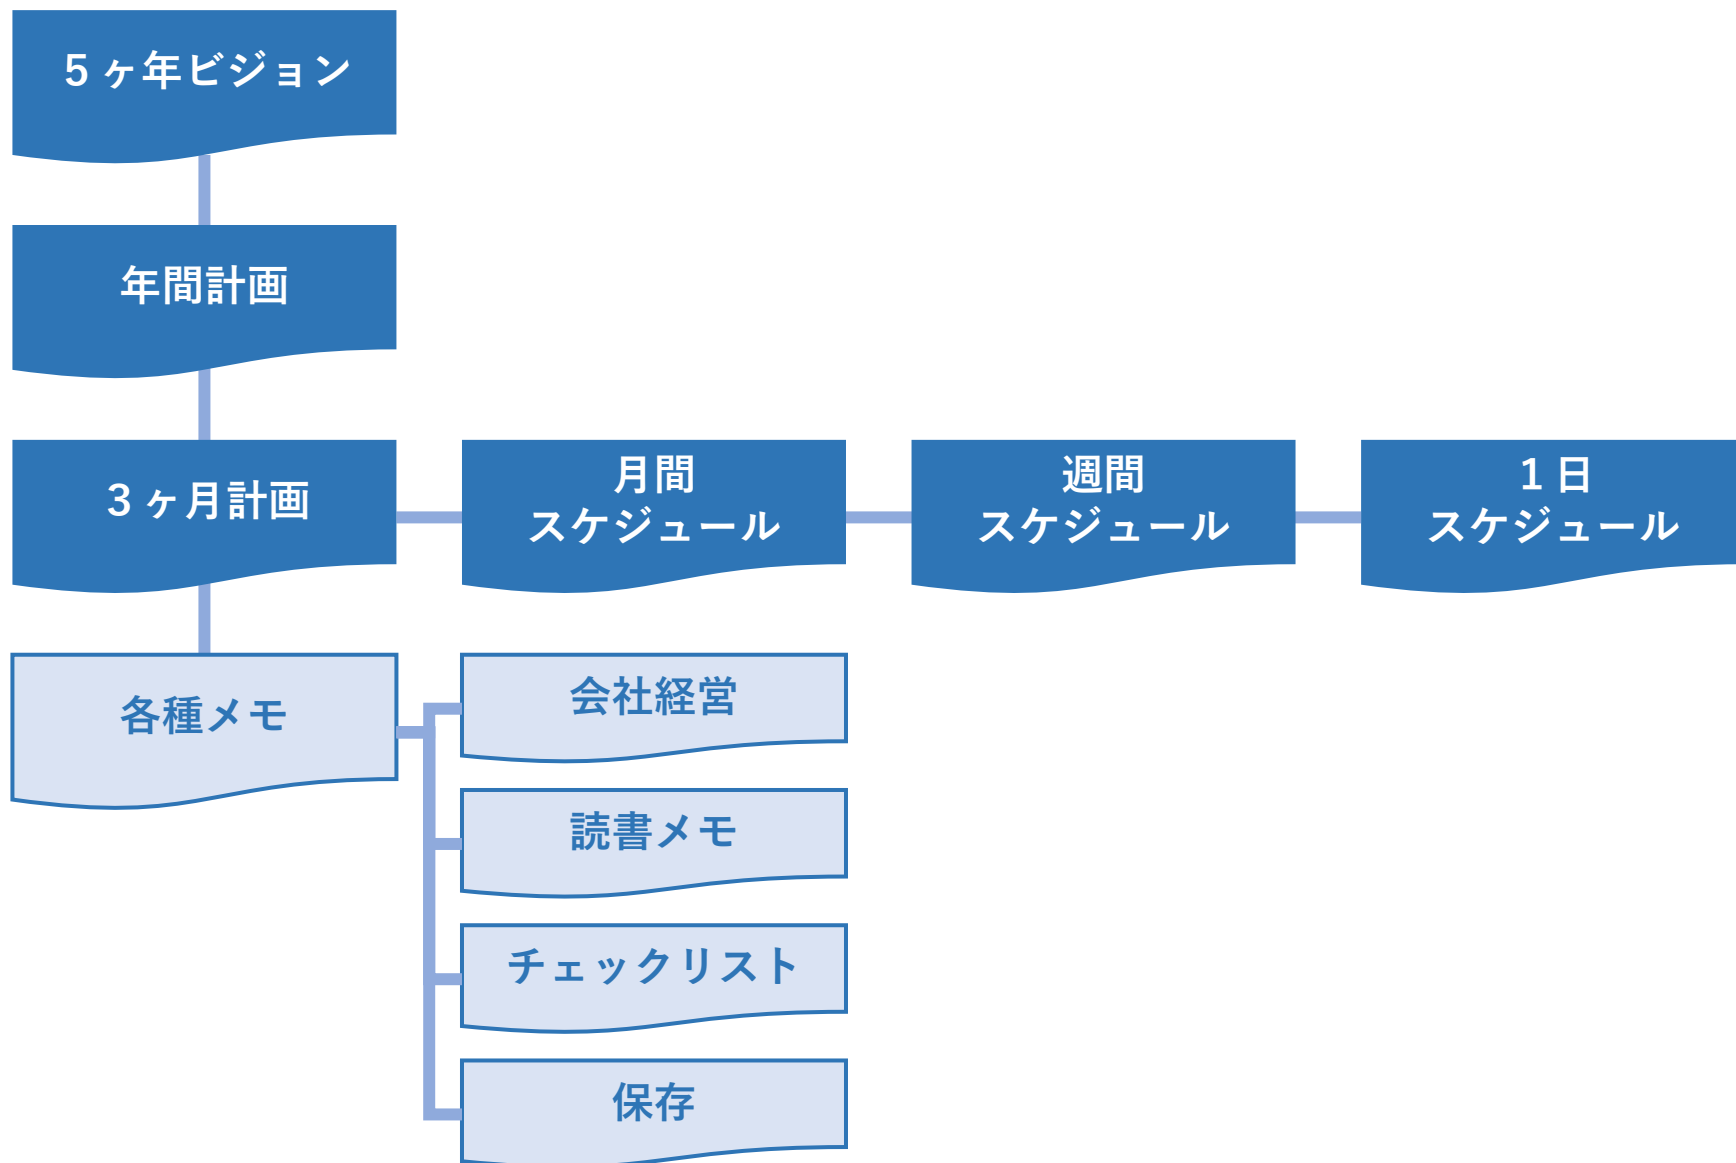 ５ヶ年ビジョン
年間計画
３ヶ月計画
月間
スケジュール
週間
スケジュール
１日
スケジュール
各種メモ
会社経営
読書メモ
チェックリスト
保存